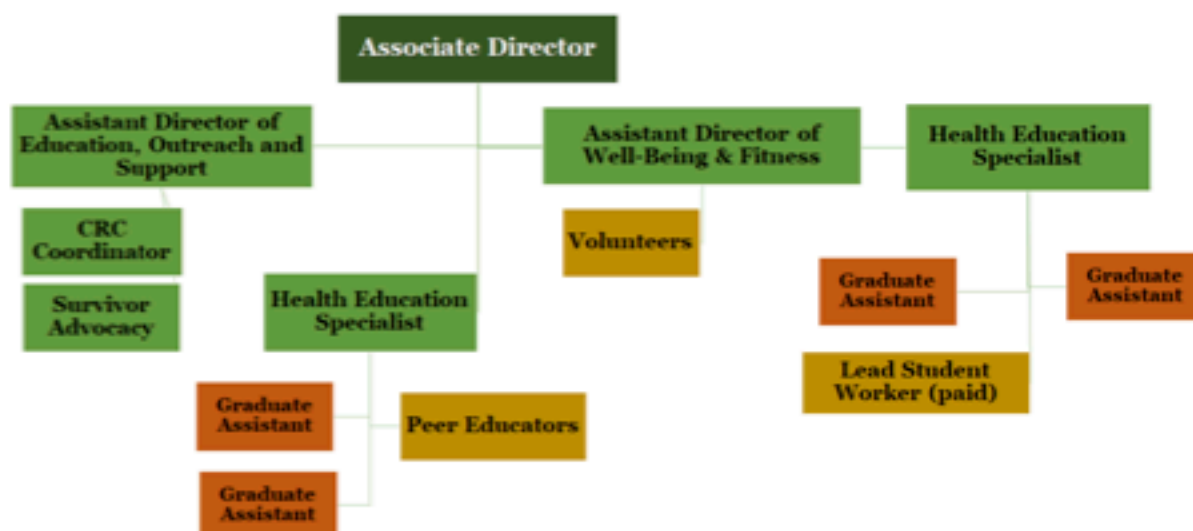 Associate Director
Assistant Director of
Education, Outreach and
Support
Assistant Director of
Well-Being & Fitness
Health Education
Specialist
CRC
Coordinator
Survivor
Advocacy
Volunteers
Health Education
Specialist
Graduate
Assistant
Graduate
Assistant
Lead Student
Worker (paid)
Graduate
Assistant
Peer Educators
Graduate
Assistant